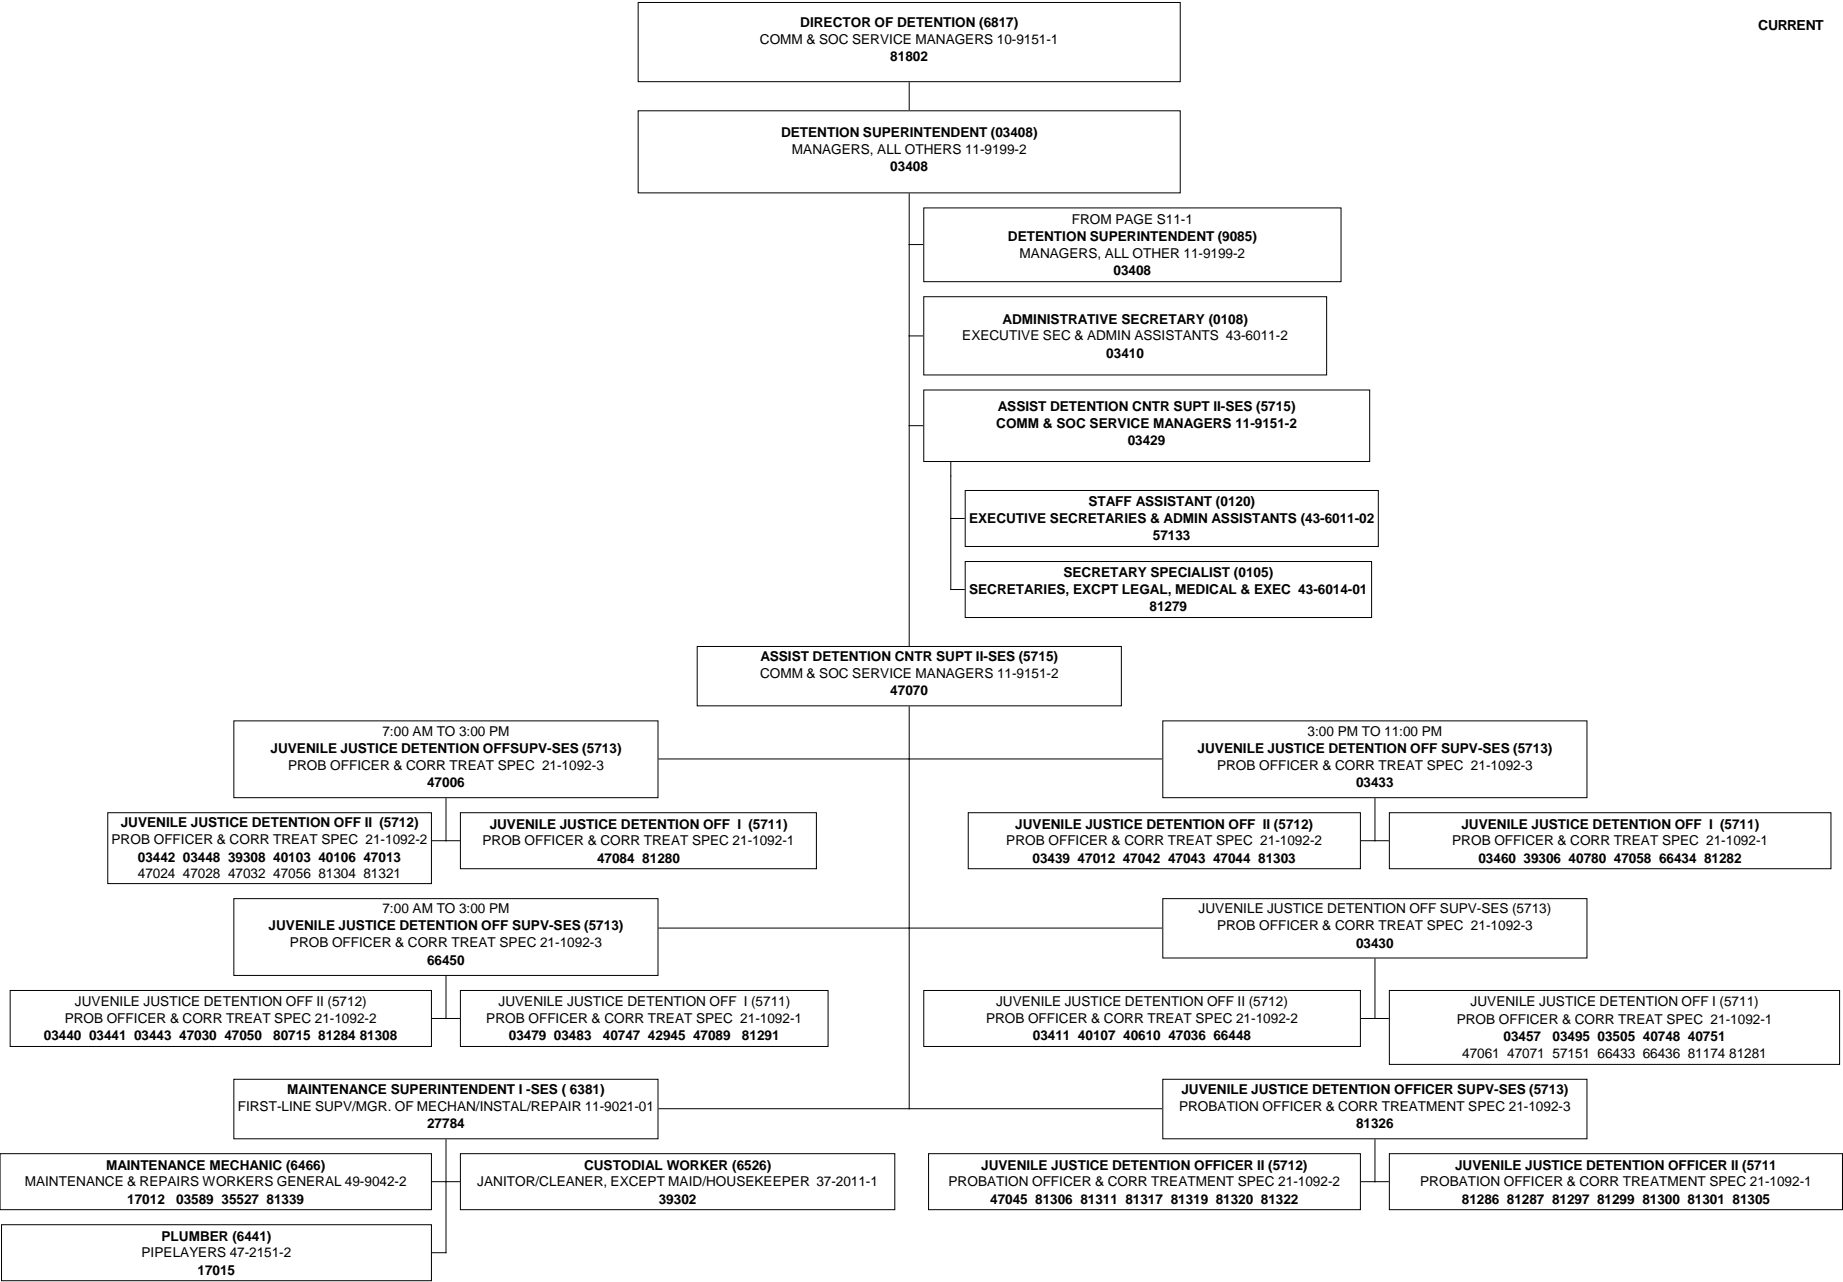 DIRECTOR OF DETENTION (6817)
COMM & SOC SERVICE MANAGERS 10-9151-1
81802
CURRENT
DETENTION SUPERINTENDENT (03408)
MANAGERS, ALL OTHERS 11-9199-2
03408
FROM PAGE S11-1
DETENTION SUPERINTENDENT (9085)
MANAGERS, ALL OTHER 11-9199-2
03408
ADMINISTRATIVE SECRETARY (0108)
EXECUTIVE SEC & ADMIN ASSISTANTS 43-6011-2
03410
ASSIST DETENTION CNTR SUPT II-SES (5715)
COMM & SOC SERVICE MANAGERS 11-9151-2
03429
STAFF ASSISTANT (0120)
EXECUTIVE SECRETARIES & ADMIN ASSISTANTS (43-6011-02
57133
SECRETARY SPECIALIST (0105)
SECRETARIES, EXCPT LEGAL, MEDICAL & EXEC 43-6014-01
81279
ASSIST DETENTION CNTR SUPT II-SES (5715)
COMM & SOC SERVICE MANAGERS 11-9151-2
47070
7:00 AM TO 3:00 PM
JUVENILE JUSTICE DETENTION OFFSUPV-SES (5713)
PROB OFFICER & CORR TREAT SPEC 21-1092-3
47006
3:00 PM TO 11:00 PM
JUVENILE JUSTICE DETENTION OFF SUPV-SES (5713)
PROB OFFICER & CORR TREAT SPEC 21-1092-3
03433
JUVENILE JUSTICE DETENTION OFF II (5712)
PROB OFFICER & CORR TREAT SPEC 21-1092-2
03442 03448 39308 40103 40106 47013
47024 47028 47032 47056 81304 81321
JUVENILE JUSTICE DETENTION OFF I (5711)
PROB OFFICER & CORR TREAT SPEC 21-1092-1
47084 81280
JUVENILE JUSTICE DETENTION OFF II (5712)
PROB OFFICER & CORR TREAT SPEC 21-1092-2
03439 47012 47042 47043 47044 81303
JUVENILE JUSTICE DETENTION OFF I (5711)
PROB OFFICER & CORR TREAT SPEC 21-1092-1
03460 39306 40780 47058 66434 81282
7:00 AM TO 3:00 PM
JUVENILE JUSTICE DETENTION OFF SUPV-SES (5713)
PROB OFFICER & CORR TREAT SPEC 21-1092-3
66450
JUVENILE JUSTICE DETENTION OFF SUPV-SES (5713)
PROB OFFICER & CORR TREAT SPEC 21-1092-3
03430
JUVENILE JUSTICE DETENTION OFF II (5712)
PROB OFFICER & CORR TREAT SPEC 21-1092-2
03440 03441 03443 47030 47050 80715 81284 81308
JUVENILE JUSTICE DETENTION OFF I (5711)
PROB OFFICER & CORR TREAT SPEC 21-1092-1
03479 03483 40747 42945 47089 81291
JUVENILE JUSTICE DETENTION OFF II (5712)
PROB OFFICER & CORR TREAT SPEC 21-1092-2
03411 40107 40610 47036 66448
JUVENILE JUSTICE DETENTION OFF I (5711)
PROB OFFICER & CORR TREAT SPEC 21-1092-1
03457 03495 03505 40748 40751
47061 47071 57151 66433 66436 81174 81281
MAINTENANCE SUPERINTENDENT I -SES ( 6381)
FIRST-LINE SUPV/MGR. OF MECHAN/INSTAL/REPAIR 11-9021-01
27784
JUVENILE JUSTICE DETENTION OFFICER SUPV-SES (5713)
PROBATION OFFICER & CORR TREATMENT SPEC 21-1092-3
81326
MAINTENANCE MECHANIC (6466)
MAINTENANCE & REPAIRS WORKERS GENERAL 49-9042-2
17012 03589 35527 81339
CUSTODIAL WORKER (6526)
JANITOR/CLEANER, EXCEPT MAID/HOUSEKEEPER 37-2011-1
39302
JUVENILE JUSTICE DETENTION OFFICER II (5712)
PROBATION OFFICER & CORR TREATMENT SPEC 21-1092-2
47045 81306 81311 81317 81319 81320 81322
JUVENILE JUSTICE DETENTION OFFICER II (5711
PROBATION OFFICER & CORR TREATMENT SPEC 21-1092-1
81286 81287 81297 81299 81300 81301 81305
PLUMBER (6441)
PIPELAYERS 47-2151-2
17015